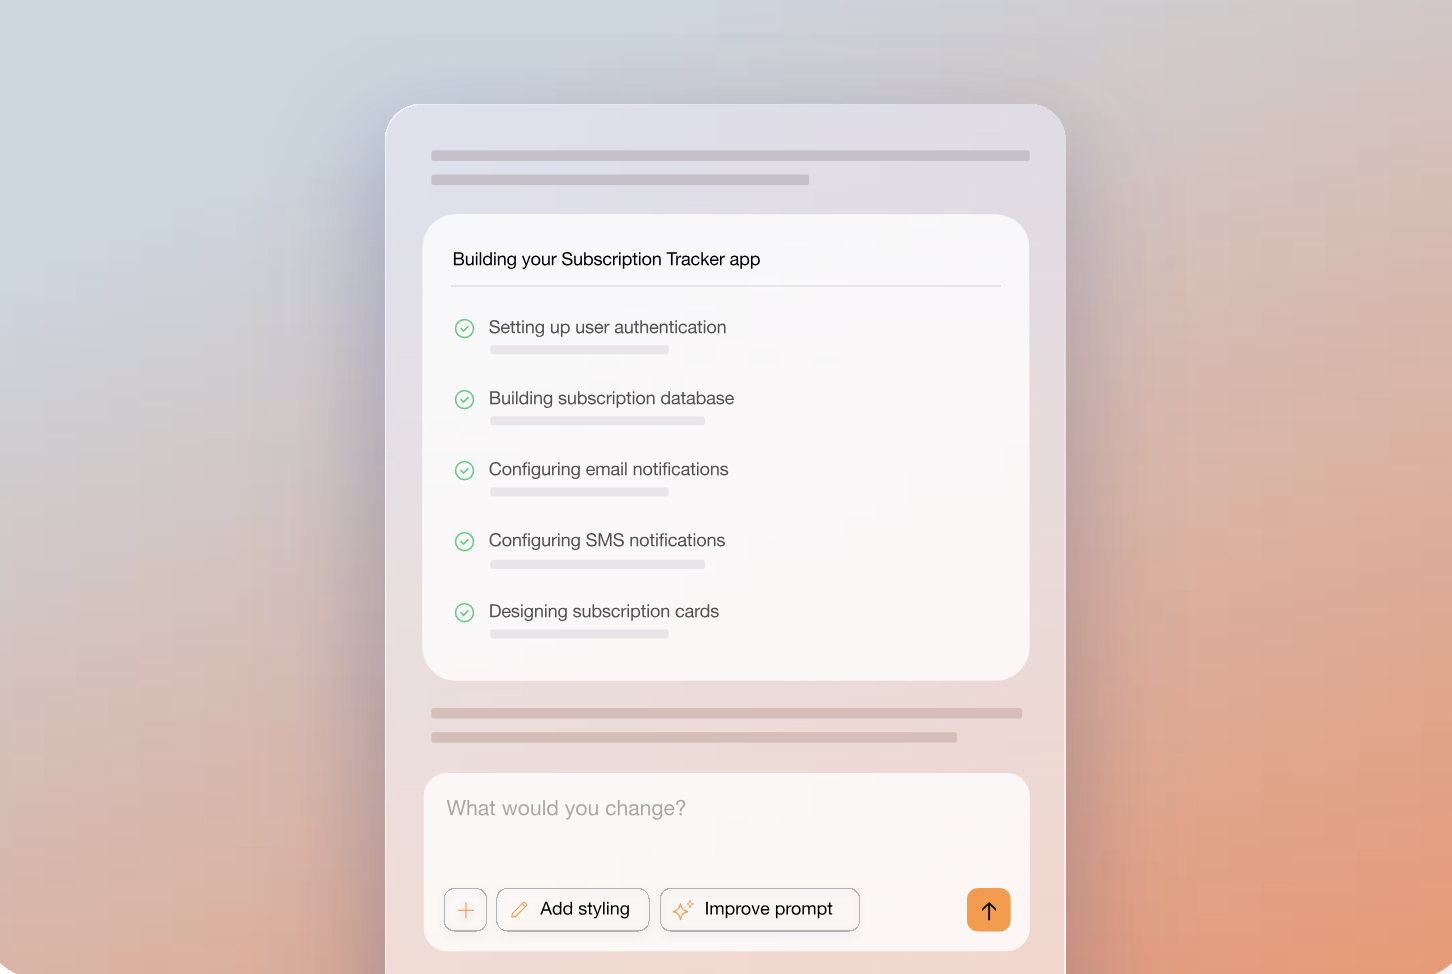 Building your Subscription Tracker app
Setting up user authentication
Building subscription database
Configuring email notifications
Configuring SMS notifications
Designing subscription cards
What would you change?
Add styling
Improve prompt